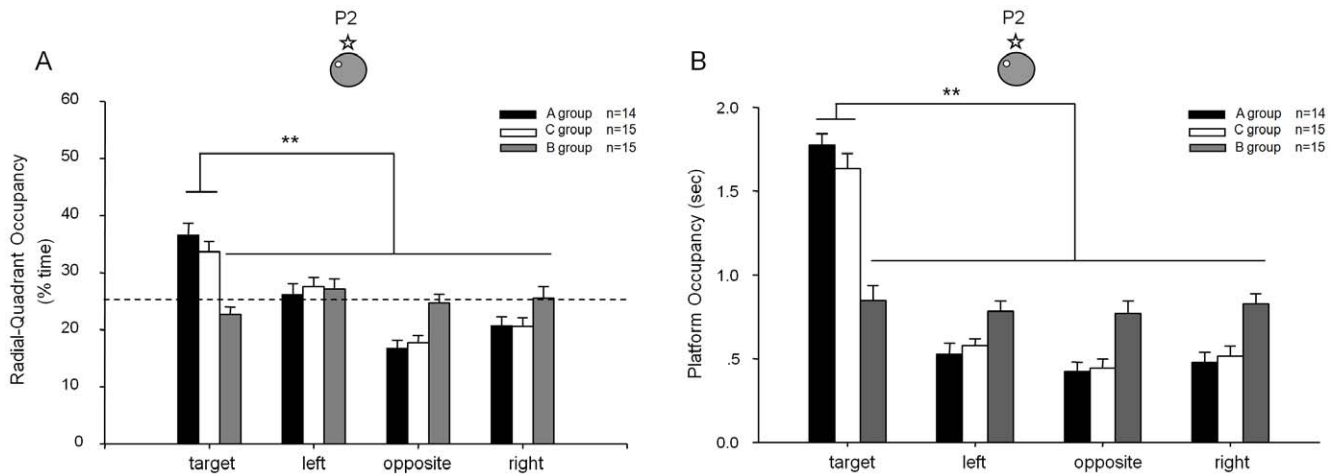 P2
A
60
50
40
30
20
10
0
Radial-Quadrant Occupancy
(% time)
**
A group n=14
C group n=15
B group n=15
target left opposite right
P2
B
2.0
1.5
1.0
.5
0.0
Platform Occupancy (sec)
**
A group n=14
C group n=15
B group n=15
target left opposite right